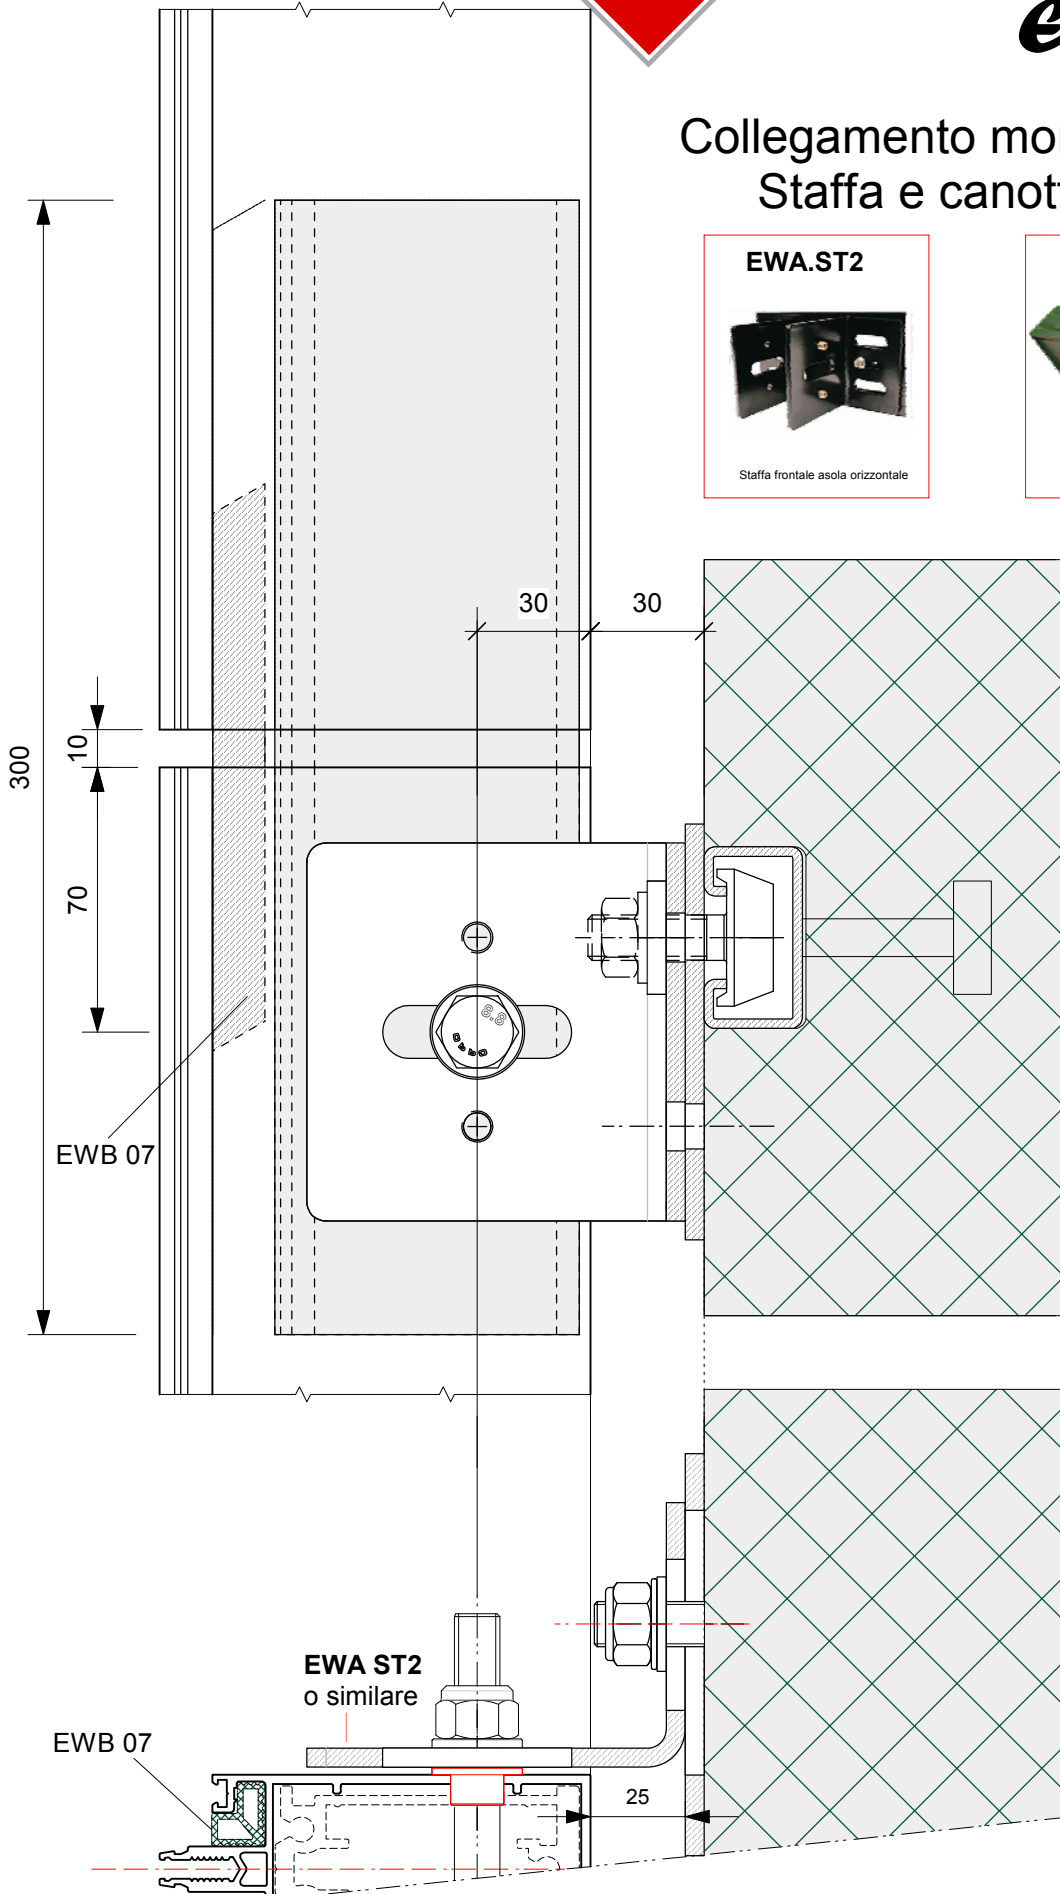 e
Collegamento mo
Staffa e canot
EWA.ST2
Staffa frontale asola orizzontale
30
30
10
300
70
8.8
EWB 07
EWA ST2
o similare
EWB 07
25